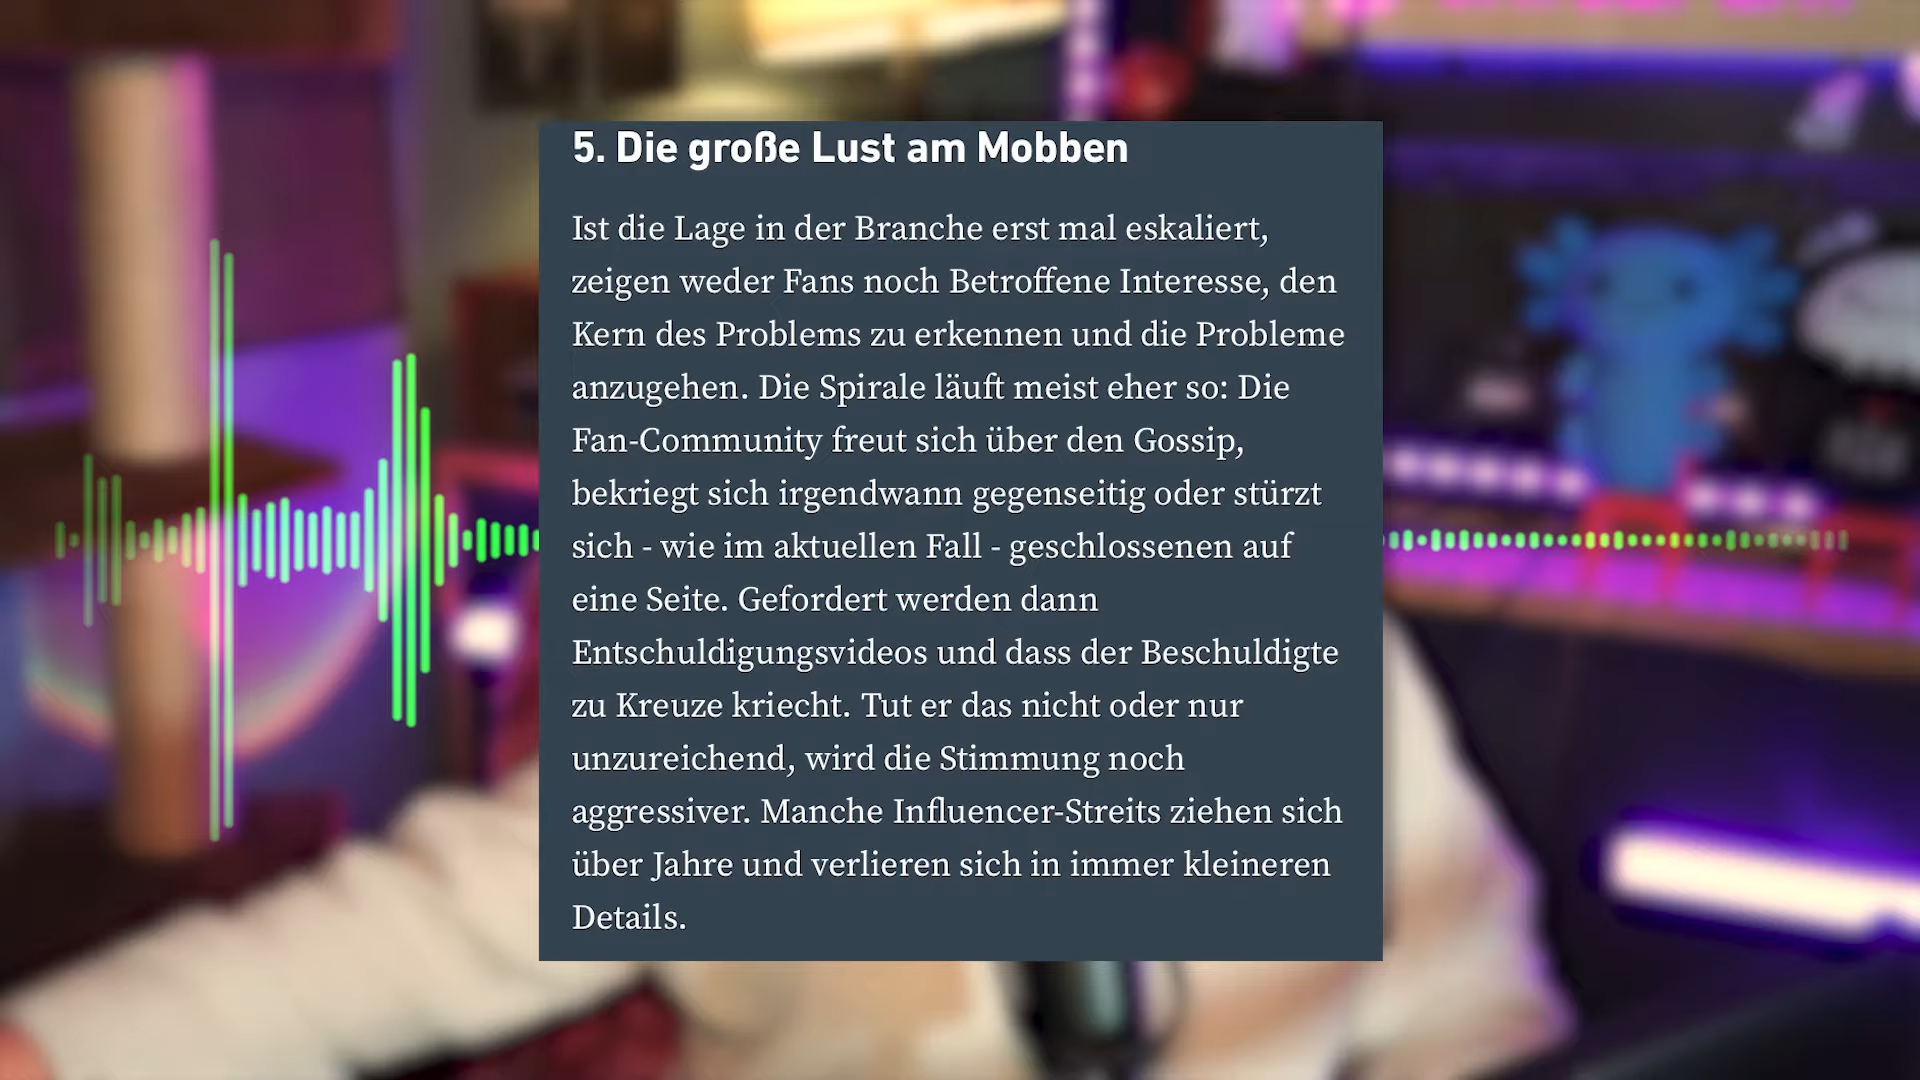 5. Die große Lust am Mobben
Ist die Lage in der Branche erst mal eskaliert,
zeigen weder Fans noch Betroffene Interesse, den
Kern des Problems zu erkennen und die Probleme
anzugehen. Die Spirale läuft meist eher so: Die
Fan-Community freut sich über den Gossip,
bekriegt sich irgendwann gegenseitig oder stürzt
sich - wie im aktuellen Fall - geschlossenen auf
eine Seite. Gefordert werden dann
Entschuldigungsvideos und dass der Beschuldigte
zu Kreuze kriecht. Tut er das nicht oder nur
unzureichend, wird die Stimmung noch
aggressiver. Manche Influencer-Streits ziehen sich
über Jahre und verlieren sich in immer kleineren
Details.